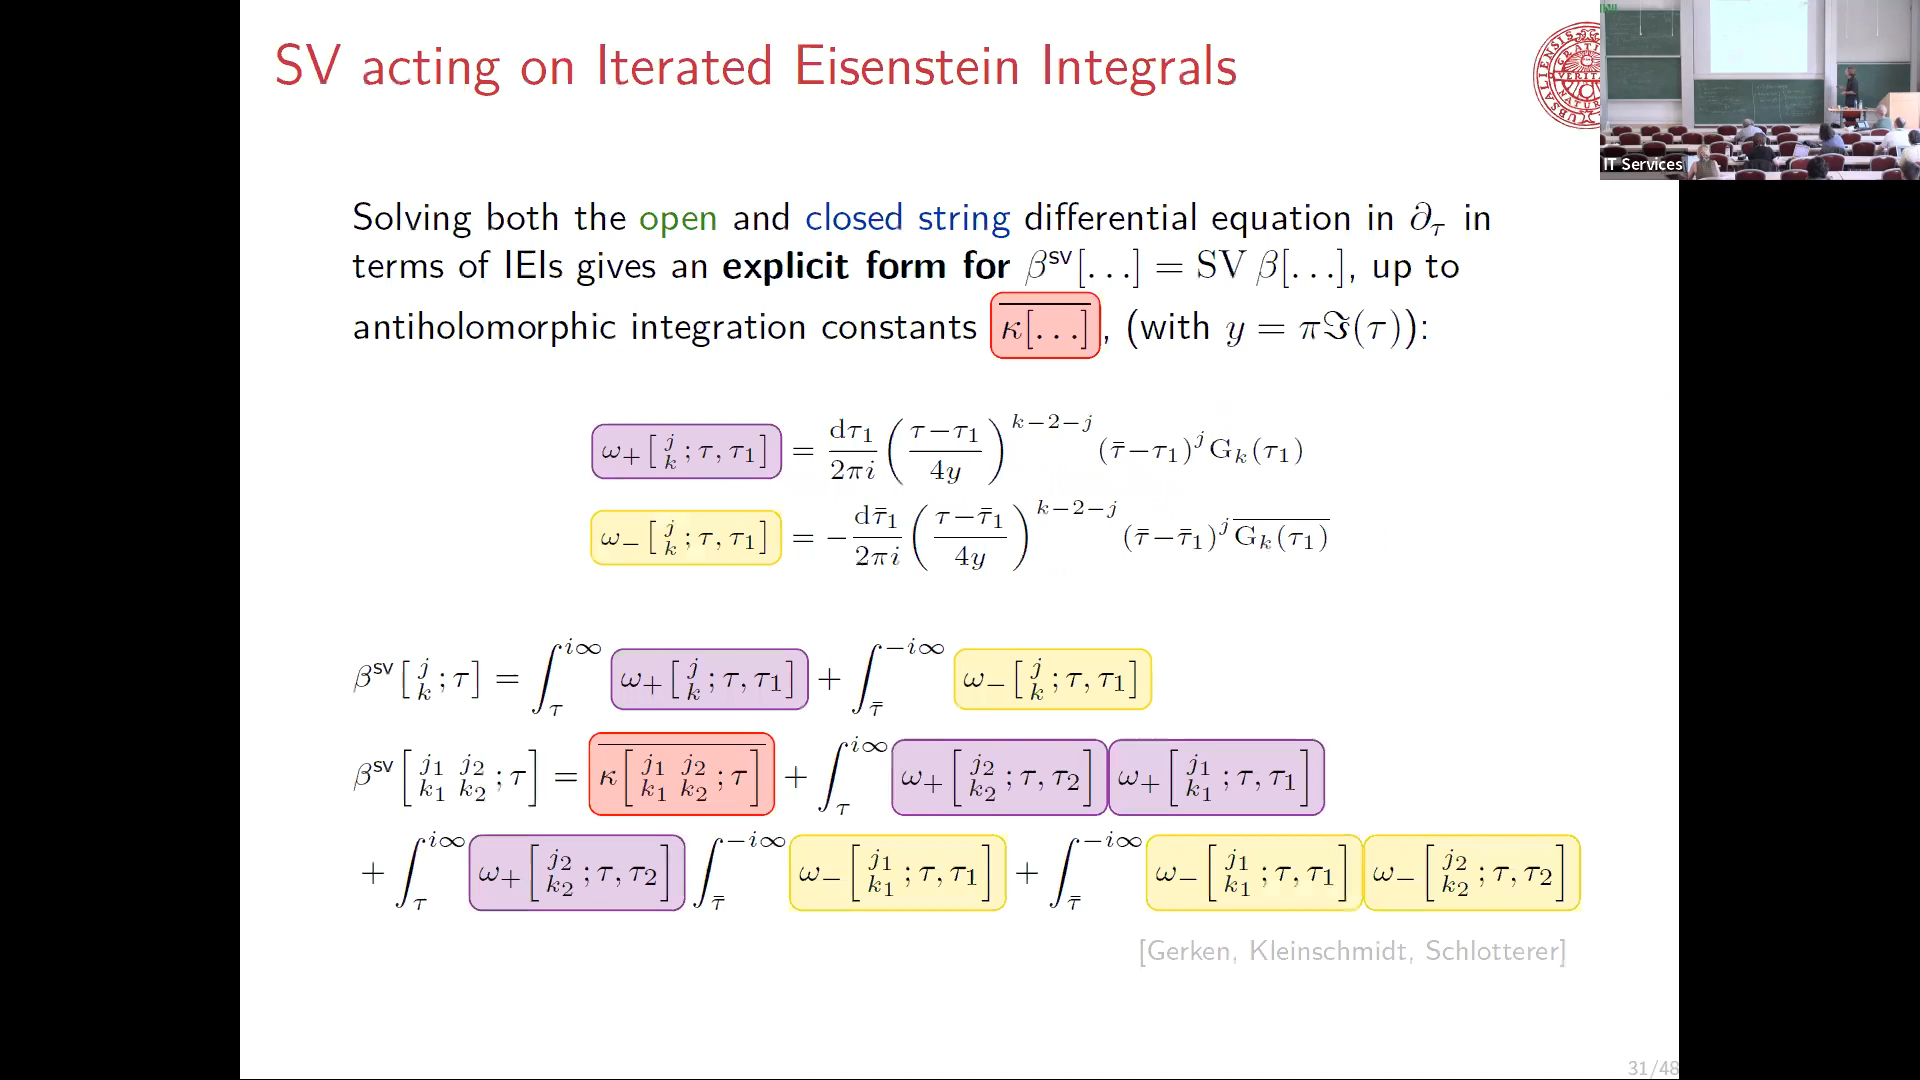 SV acting on Iterated Eisenstein Integrals
IT Services
Solving both the open and closed string differential equation in ∂_τ in
terms of IEIs gives an explicit form for β^sv[…] = SV β[…], up to
antiholomorphic integration constants \overline{κ[…]}, (with y = πℑ(τ)):
ω_+[j k; τ, τ_1] = dτ_1/2πi ((τ−τ_1)/4y)^{k−2−j} (τ̄−τ_1)^j G_k(τ_1)
ω_−[j k; τ, τ_1] = −dτ̄_1/2πi ((τ−τ̄_1)/4y)^{k−2−j} (τ̄−τ̄_1)^j \overline{G_k(τ_1)}
β^sv[j k; τ] = ∫_τ^{i∞} ω_+[j k; τ, τ_1] + ∫_τ̄^{−i∞} ω_−[j k; τ, τ_1]
β^sv[j_1 j_2 k_1 k_2; τ] = \overline{κ[j_1 j_2 k_1 k_2; τ]} + ∫_τ^{i∞} ω_+[j_2 k_2; τ, τ_2] ω_+[j_1 k_1; τ, τ_1]
+ ∫_τ^{i∞} ω_+[j_2 k_2; τ, τ_2] ∫_τ̄^{−i∞} ω_−[j_1 k_1; τ, τ_1] + ∫_τ̄^{−i∞} ω_−[j_1 k_1; τ, τ_1] ω_−[j_2 k_2; τ, τ_2]
[Gerken, Kleinschmidt, Schlotterer]
31/48